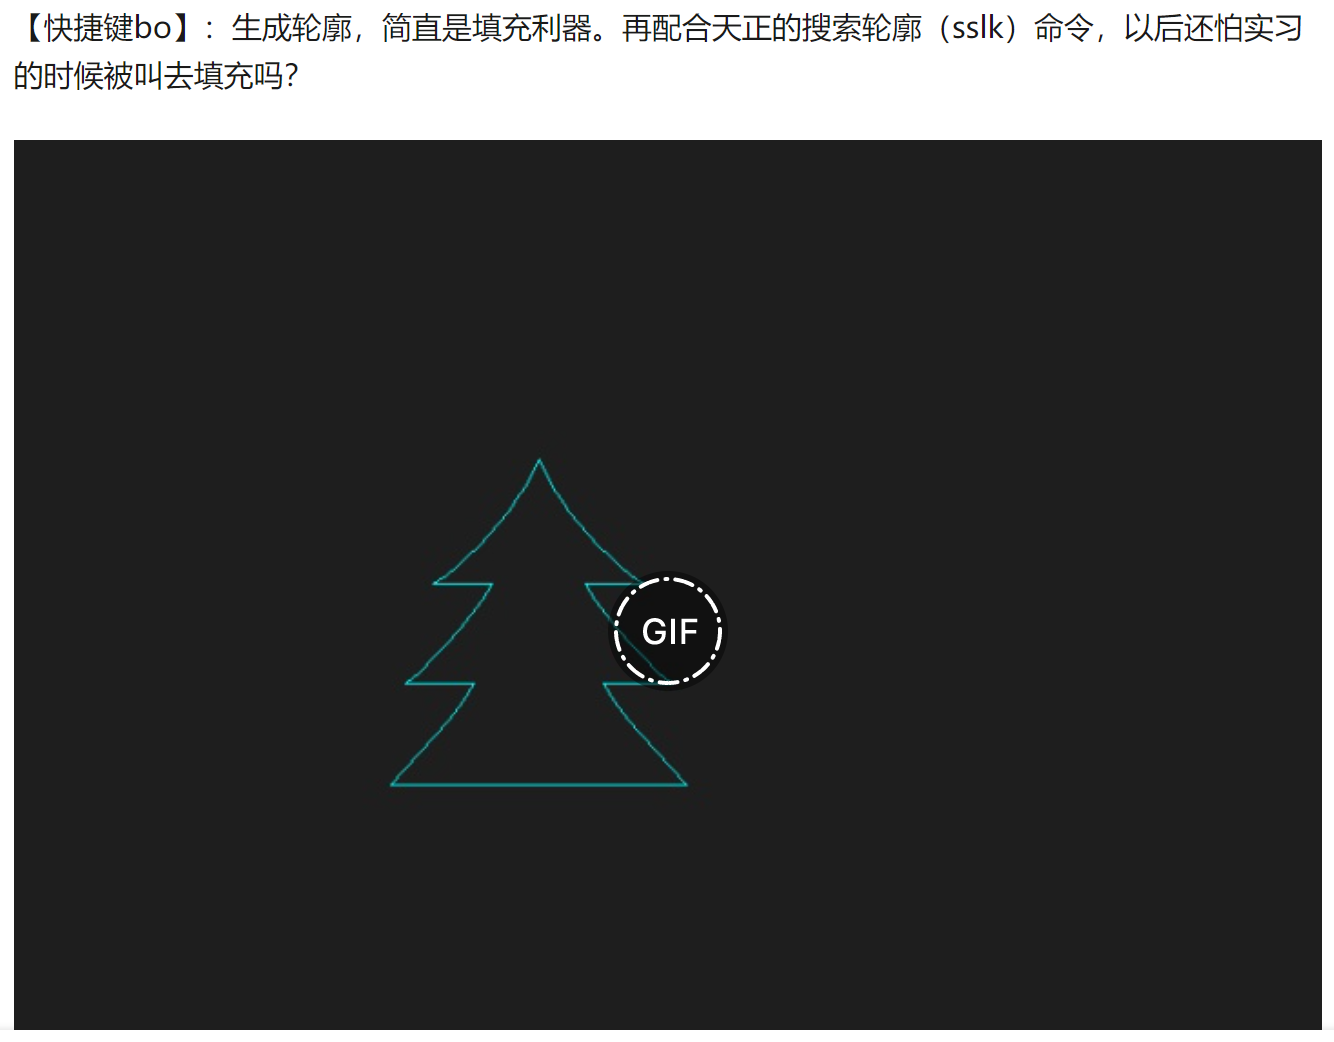 【快捷键bo】：生成轮廓，简直是填充利器。再配合天正的搜索轮廓（sslk）命令，以后还怕实习
的时候被叫去填充吗？
GIF